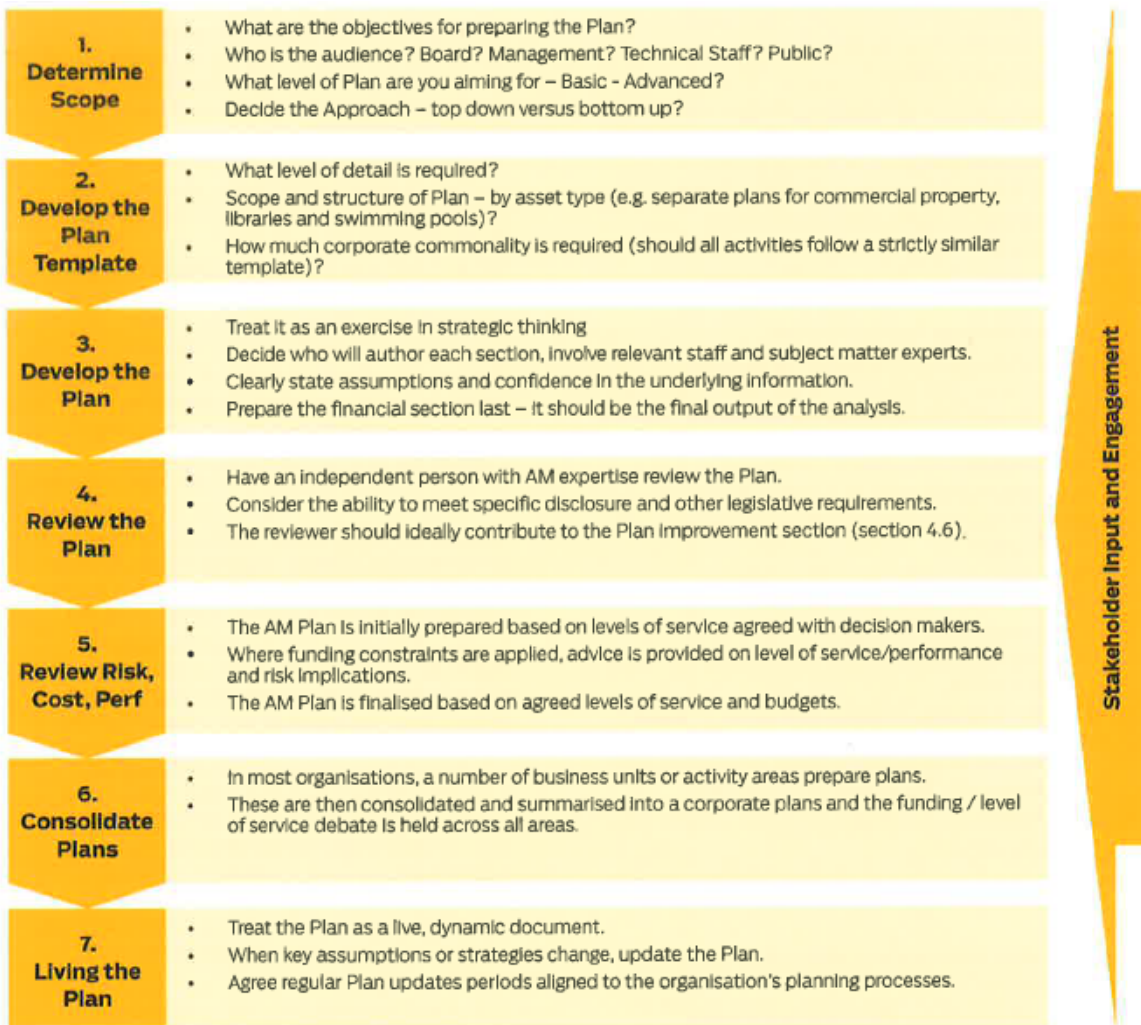 1.
Determine
Scope
• What are the objectives for preparing the Plan?
• Who is the audience? Board? Management? Technical Staff? Public?
• What level of Plan are you aiming for – Basic - Advanced?
• Decide the Approach – top down versus bottom up?
2.
Develop the
Plan
Template
• What level of detail is required?
• Scope and structure of Plan – by asset type (e.g. separate plans for commercial property,
libraries and swimming pools)?
• How much corporate commonality is required (should all activities follow a strictly similar
template)?
3.
Develop the
Plan
• Treat it as an exercise in strategic thinking
• Decide who will author each section, involve relevant staff and subject matter experts.
• Clearly state assumptions and confidence in the underlying information.
• Prepare the financial section last – it should be the final output of the analysis.
4.
Review the
Plan
• Have an independent person with AM expertise review the Plan.
• Consider the ability to meet specific disclosure and other legislative requirements.
• The reviewer should ideally contribute to the Plan Improvement section (section 4.6).
5.
Review Risk,
Cost, Perf
• The AM Plan is initially prepared based on levels of service agreed with decision makers.
• Where funding constraints are applied, advice is provided on level of service/performance
and risk implications.
• The AM Plan is finalised based on agreed levels of service and budgets.
6.
Consolidate
Plans
• In most organisations, a number of business units or activity areas prepare plans.
• These are then consolidated and summarised into a corporate plans and the funding / level
of service debate is held across all areas.
7.
Living the
Plan
• Treat the Plan as a live, dynamic document.
• When key assumptions or strategies change, update the Plan.
• Agree regular Plan updates periods aligned to the organisation's planning processes.
Stakeholder Input and Engagement